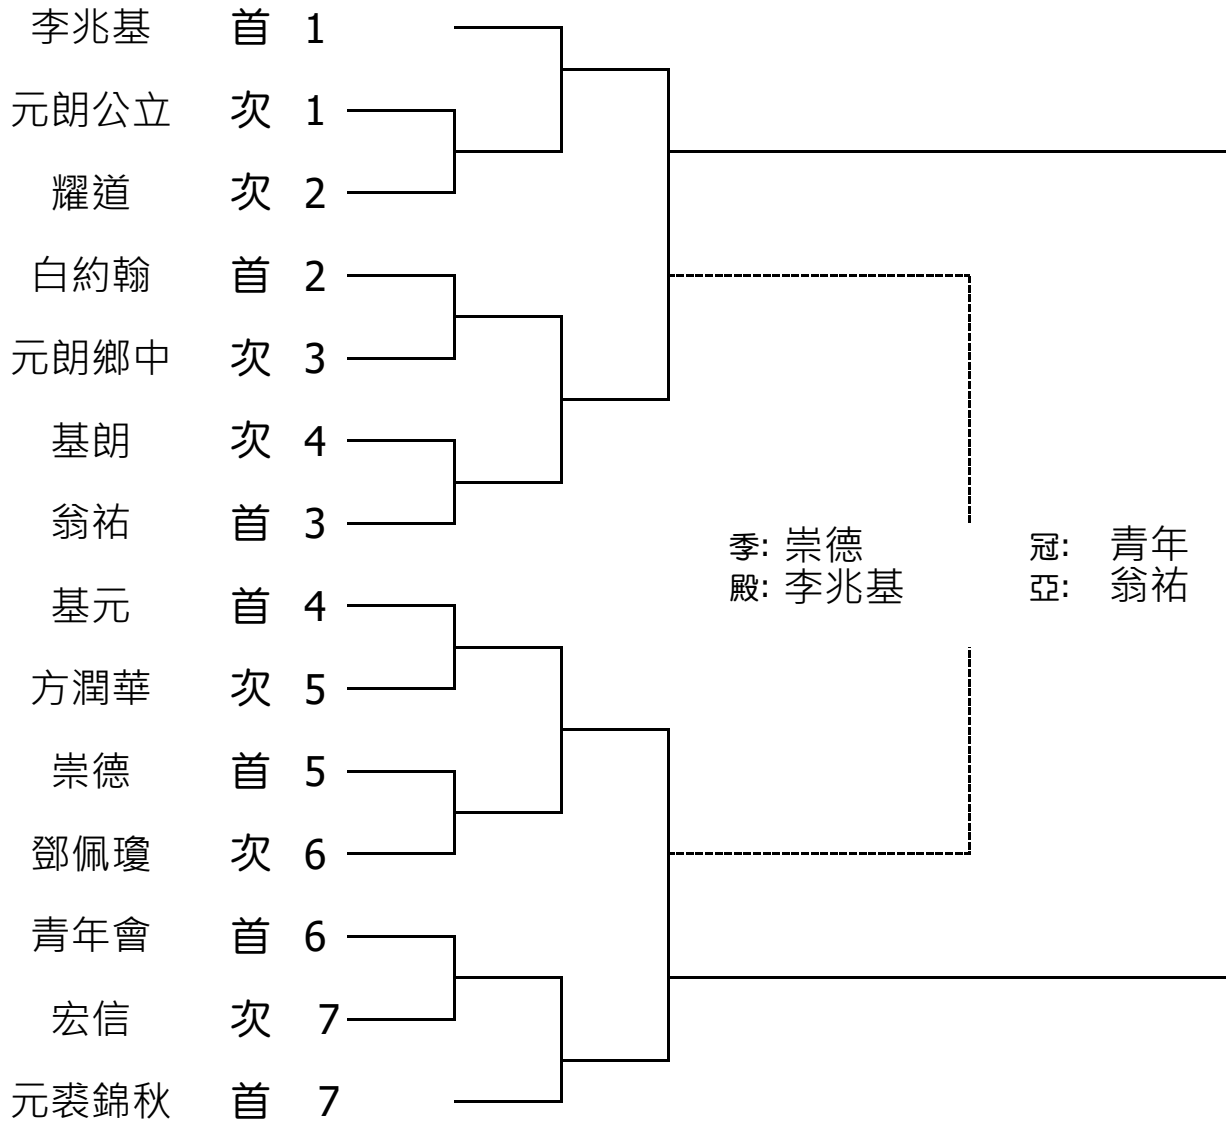 李兆基 首 1
元朗公立 次 1
耀道 次 2
白約翰 首 2
元朗鄉中 次 3
基朗 次 4
翁祐 首 3
季: 崇德 冠: 青年
殿: 李兆基 亞: 翁祐
基元 首 4
方潤華 次 5
崇德 首 5
鄧佩瓊 次 6
青年會 首 6
宏信 次 7
元裘錦秋 首 7